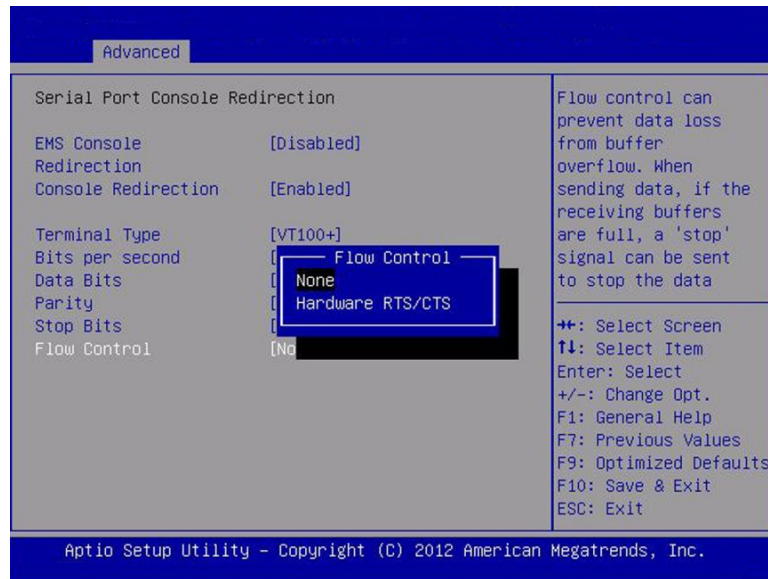 Advanced
Serial Port Console Redirection
EMS Console Redirection [Disabled]
Console Redirection [Enabled]
Terminal Type [VT100+]
Bits per second [
Data Bits [
Parity [
Stop Bits [
Flow Control [No
Flow Control
None
Hardware RTS/CTS
Flow control can
prevent data loss
from buffer
overflow. When
sending data, if the
receiving buffers
are full, a 'stop'
signal can be sent
to stop the data
→←: Select Screen
↑↓: Select Item
Enter: Select
+/-: Change Opt.
F1: General Help
F7: Previous Values
F9: Optimized Defaults
F10: Save & Exit
ESC: Exit
Aptio Setup Utility – Copyright (C) 2012 American Megatrends, Inc.